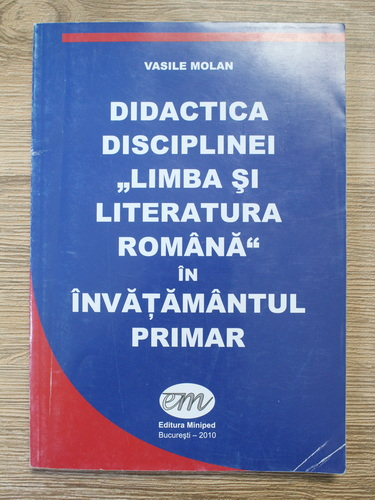 VASILE MOLAN
DIDACTICA
DISCIPLINEI
„LIMBA ŞI
LITERATURA
ROMÂNĂ“
ÎN
ÎNVĂŢĂMÂNTUL
PRIMAR
em
Editura Miniped
Bucureşti – 2010